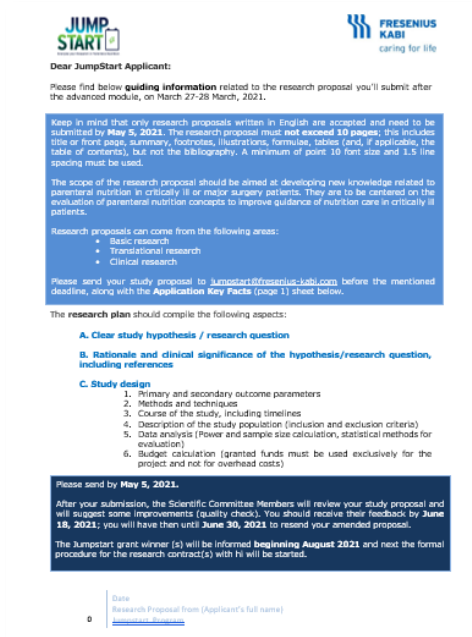 JUMP
START
FRESENIUS
KABI
caring for life
Dear JumpStart Applicant:
Please find below guiding information related to the research proposal you'll submit after
the advanced module, on March 27-28 March, 2021.
Keep in mind that only research proposals written in English are accepted and need to be
submitted by May 5, 2021. The research proposal must not exceed 10 pages; this includes
title or front page, summary, footnotes, illustrations, formulae, tables (and, if applicable, the
table of contents), but not the bibliography. A minimum of point 10 font size and 1.5 line
spacing must be used.
The scope of the research proposal should be aimed at developing new knowledge related to
parenteral nutrition in critically ill or major surgery patients. They are to be centered on the
evaluation of parenteral nutrition concepts to improve guidance of nutrition care in critically ill
patients.
Research proposals can come from the following areas:
• Basic research
• Translational research
• Clinical research
Please send your study proposal to jumpstart@fresenius-kabi.com before the mentioned
deadline, along with the Application Key Facts (page 1) sheet below.
The research plan should compile the following aspects:
A. Clear study hypothesis / research question
B. Rationale and clinical significance of the hypothesis/research question,
including references
C. Study design
1. Primary and secondary outcome parameters
2. Methods and techniques
3. Course of the study, including timelines
4. Description of the study population (inclusion and exclusion criteria)
5. Data analysis (Power and sample size calculation, statistical methods for
evaluation)
6. Budget calculation (granted funds must be used exclusively for the
project and not for overhead costs)
Please send by May 5, 2021.
After your submission, the Scientific Committee Members will review your study proposal and
will suggest some improvements (quality check). You should receive their feedback by June
18, 2021; you will have then until June 30, 2021 to resend your amended proposal.
The Jumpstart grant winner (s) will be informed beginning August 2021 and next the formal
procedure for the research contract(s) with hi will be started.
Date
Research Proposal from (Applicant's full name)
0 Jumpstart Program